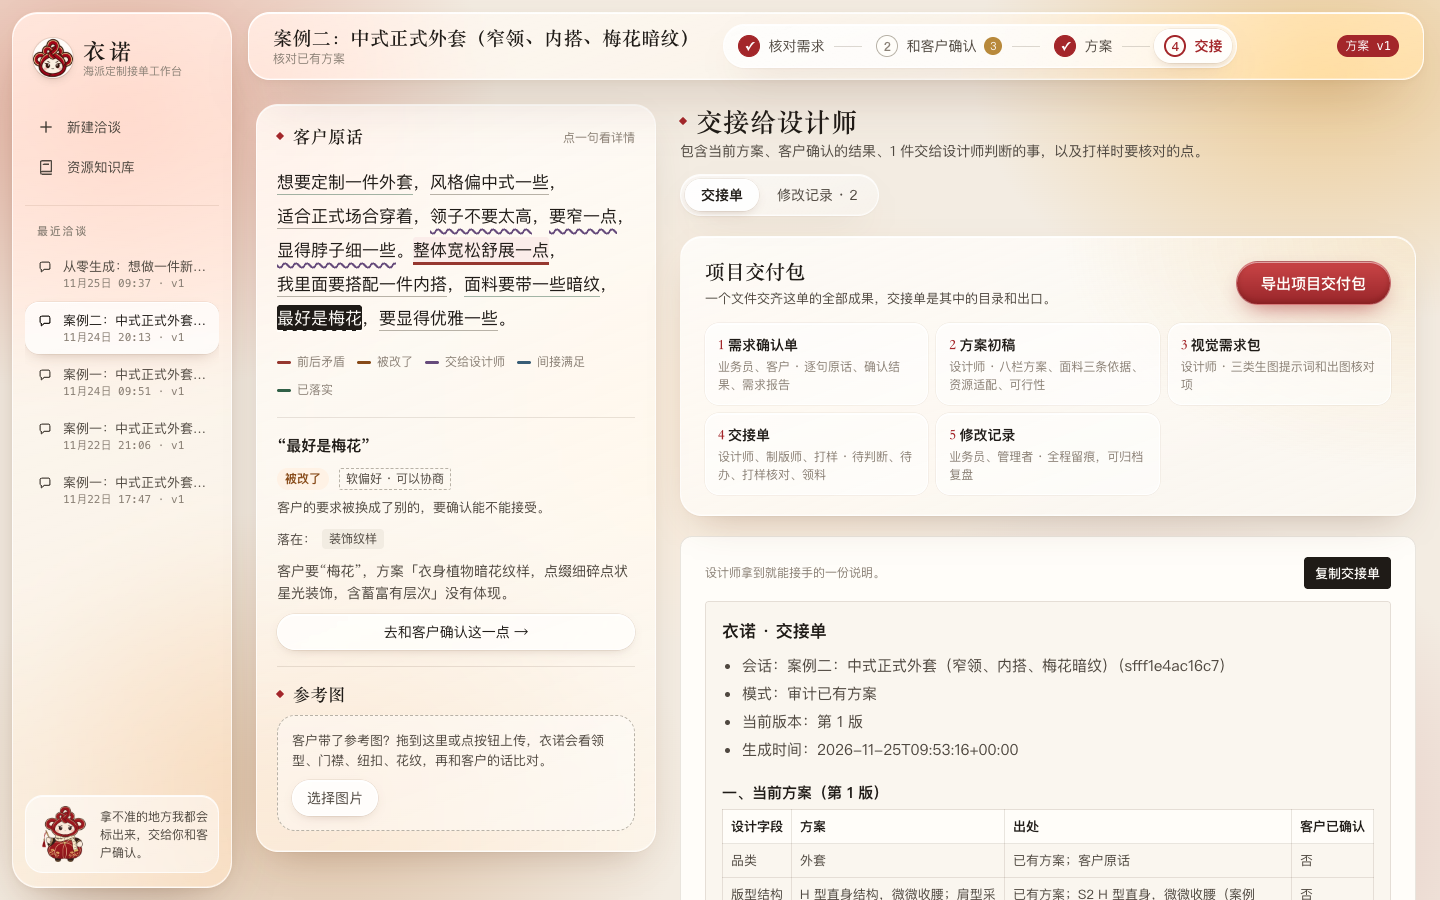 衣诺
海派定制接单工作台
新建洽谈
资源知识库
最近洽谈
从零生成：想做一件新…
11月25日 09:37 · v1
案例二：中式正式外套…
11月24日 20:13 · v1
案例一：中式正式外套…
11月24日 09:51 · v1
案例一：中式正式外套…
11月22日 21:06 · v1
案例一：中式正式外套…
11月22日 17:47 · v1
拿不准的地方我都会
标出来，交给你和客
户确认。
案例二：中式正式外套（窄领、内搭、梅花暗纹）
核对已有方案
核对需求
2 和客户确认 3
方案
4 交接
方案 v1
客户原话
点一句看详情
想要定制一件外套，风格偏中式一些，
适合正式场合穿着，领子不要太高，要窄一点，
显得脖子细一些。整体宽松舒展一点，
我里面要搭配一件内搭，面料要带一些暗纹，
最好是梅花，要显得优雅一些。
前后矛盾 被改了 交给设计师 间接满足
已落实
“最好是梅花”
被改了 软偏好 · 可以协商
客户的要求被换成了别的，要确认能不能接受。
落在： 装饰纹样
客户要“梅花”，方案「衣身植物暗花纹样，点缀细碎点状
星光装饰，含蓄富有层次」没有体现。
去和客户确认这一点 →
参考图
客户带了参考图？拖到这里或点按钮上传，衣诺会看领
型、门襟、纽扣、花纹，再和客户的话比对。
选择图片
交接给设计师
包含当前方案、客户确认的结果、1 件交给设计师判断的事，以及打样时要核对的点。
交接单 修改记录 · 2
项目交付包
一个文件交齐这单的全部成果，交接单是其中的目录和出口。
导出项目交付包
1 需求确认单
业务员、客户 · 逐句原话、确认结
果、需求报告
2 方案初稿
设计师 · 八栏方案、面料三条依据、
资源适配、可行性
3 视觉需求包
设计师 · 三类生图提示词和出图核对
项
4 交接单
设计师、制版师、打样 · 待判断、待
办、打样核对、领料
5 修改记录
业务员、管理者 · 全程留痕，可归档
复盘
设计师拿到就能接手的一份说明。
复制交接单
衣诺 · 交接单
• 会话：案例二：中式正式外套（窄领、内搭、梅花暗纹）(sfff1e4ac16c7)
• 模式：审计已有方案
• 当前版本：第 1 版
• 生成时间：2026-11-25T09:53:16+00:00
一、当前方案（第 1 版）
设计字段 方案 出处 客户已确认
品类 外套 已有方案；客户原话 否
版型结构 H 型直身结构，微微收腰；肩型采 已有方案；S2 H 型直身，微微收腰（案例 否